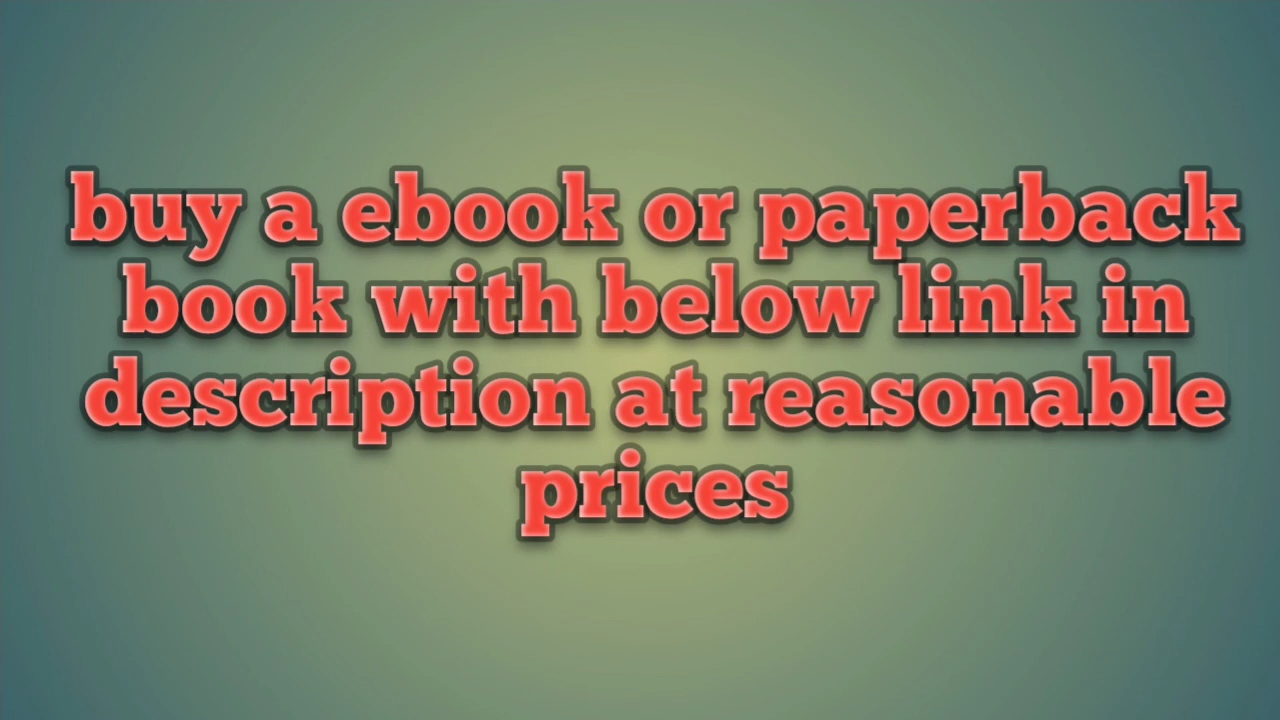 buy a ebook or paperback
book with below link in
description at reasonable
prices